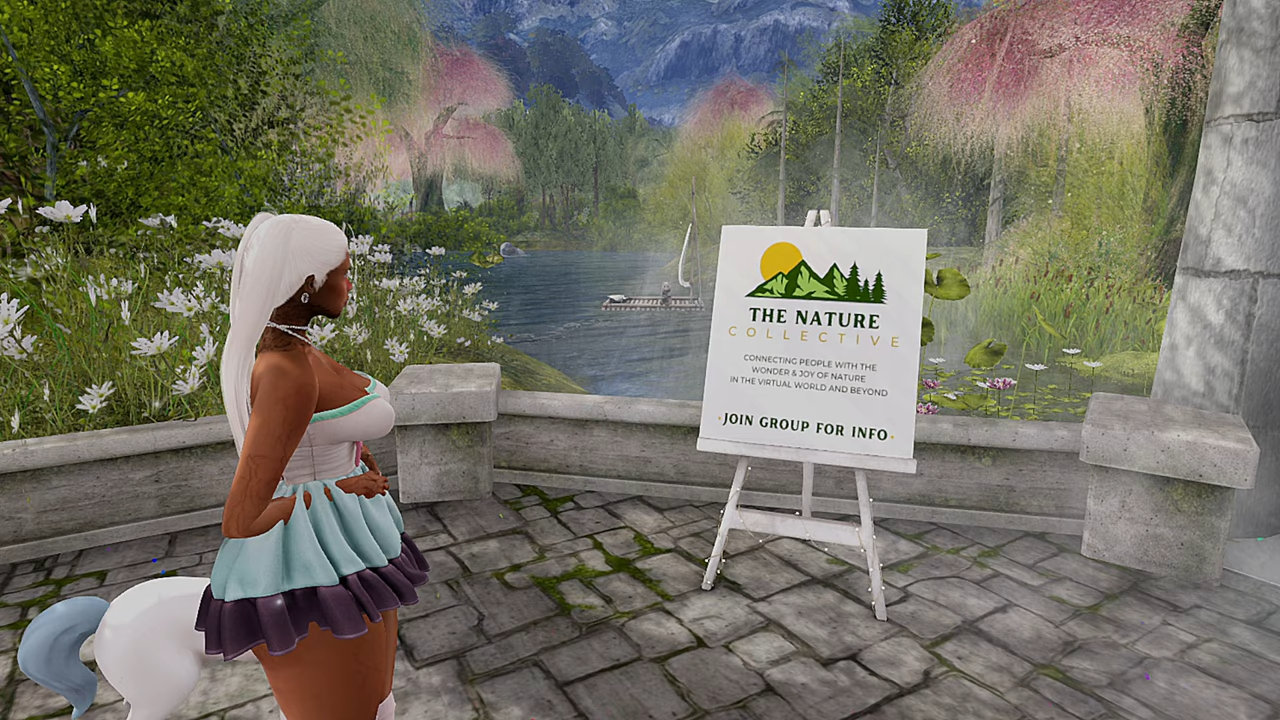 THE NATURE
COLLECTIVE
CONNECTING PEOPLE WITH THE
WONDER & JOY OF NATURE
IN THE VIRTUAL WORLD AND BEYOND
·JOIN GROUP FOR INFO·